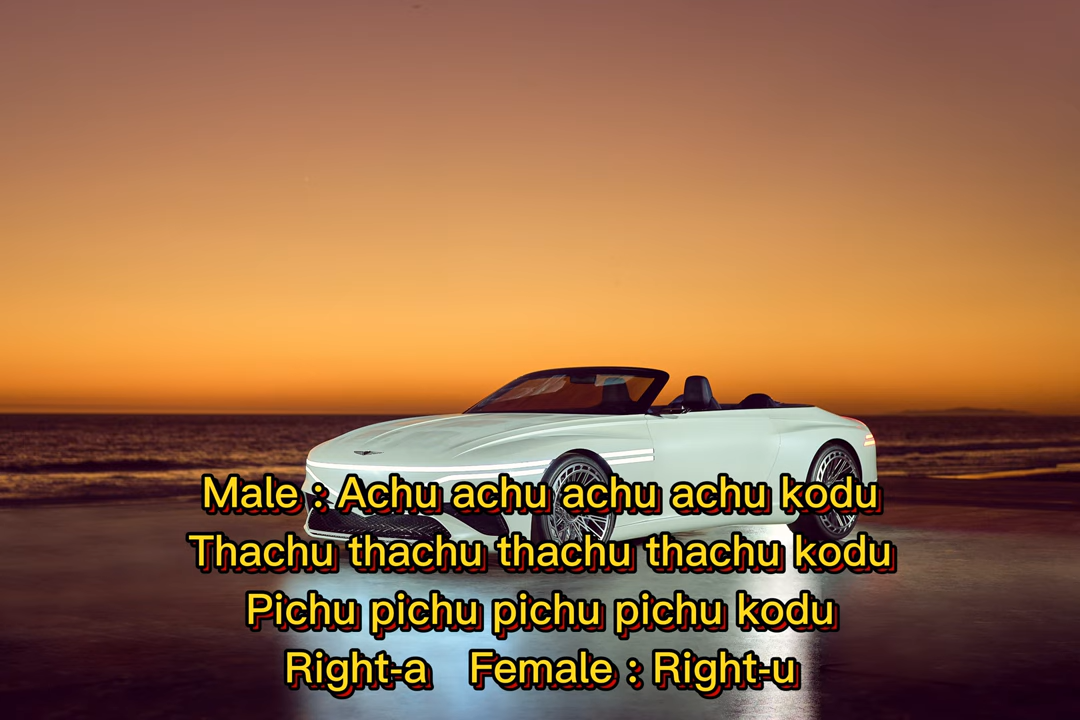 Male : Achu achu achu achu kodu
Thachu thachu thachu thachu kodu
Pichu pichu pichu pichu kodu
Right-a Female : Right-u